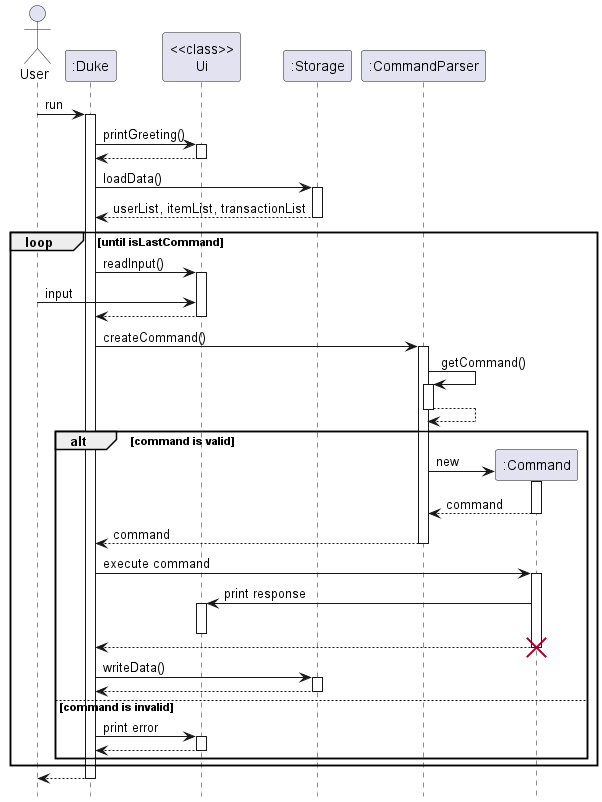 User
:Duke
<<class>>
Ui
:Storage
:CommandParser
run
printGreeting()
loadData()
userList, itemList, transactionList
loop
[until isLastCommand]
readInput()
input
createCommand()
getCommand()
alt
[command is valid]
new
:Command
command
command
execute command
print response
writeData()
[command is invalid]
print error